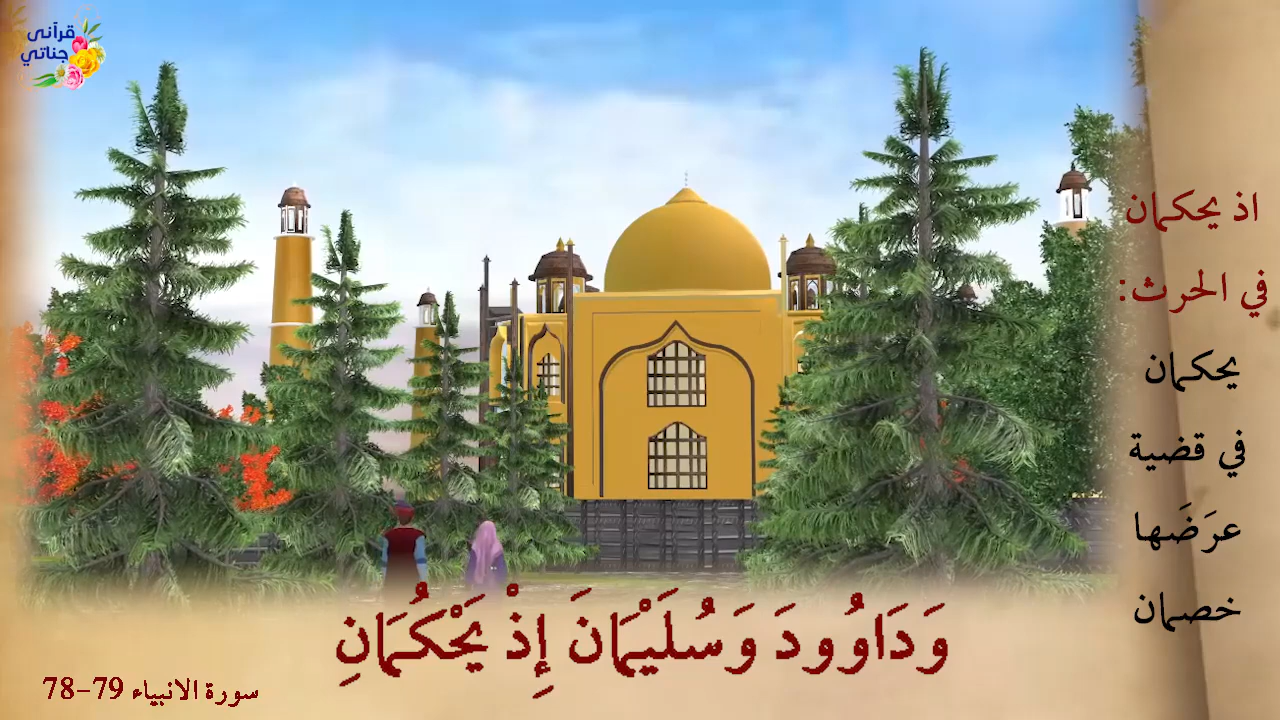 قرآنى
جناتي
اذ يحكمان
في الحرث:
يحكمان
في قضية
عرَضَها
خصمان
وَدَاوُودَ وَسُلَيْمَانَ إِذْ يَحْكُمَانِ
سورة الانبياء 79-78